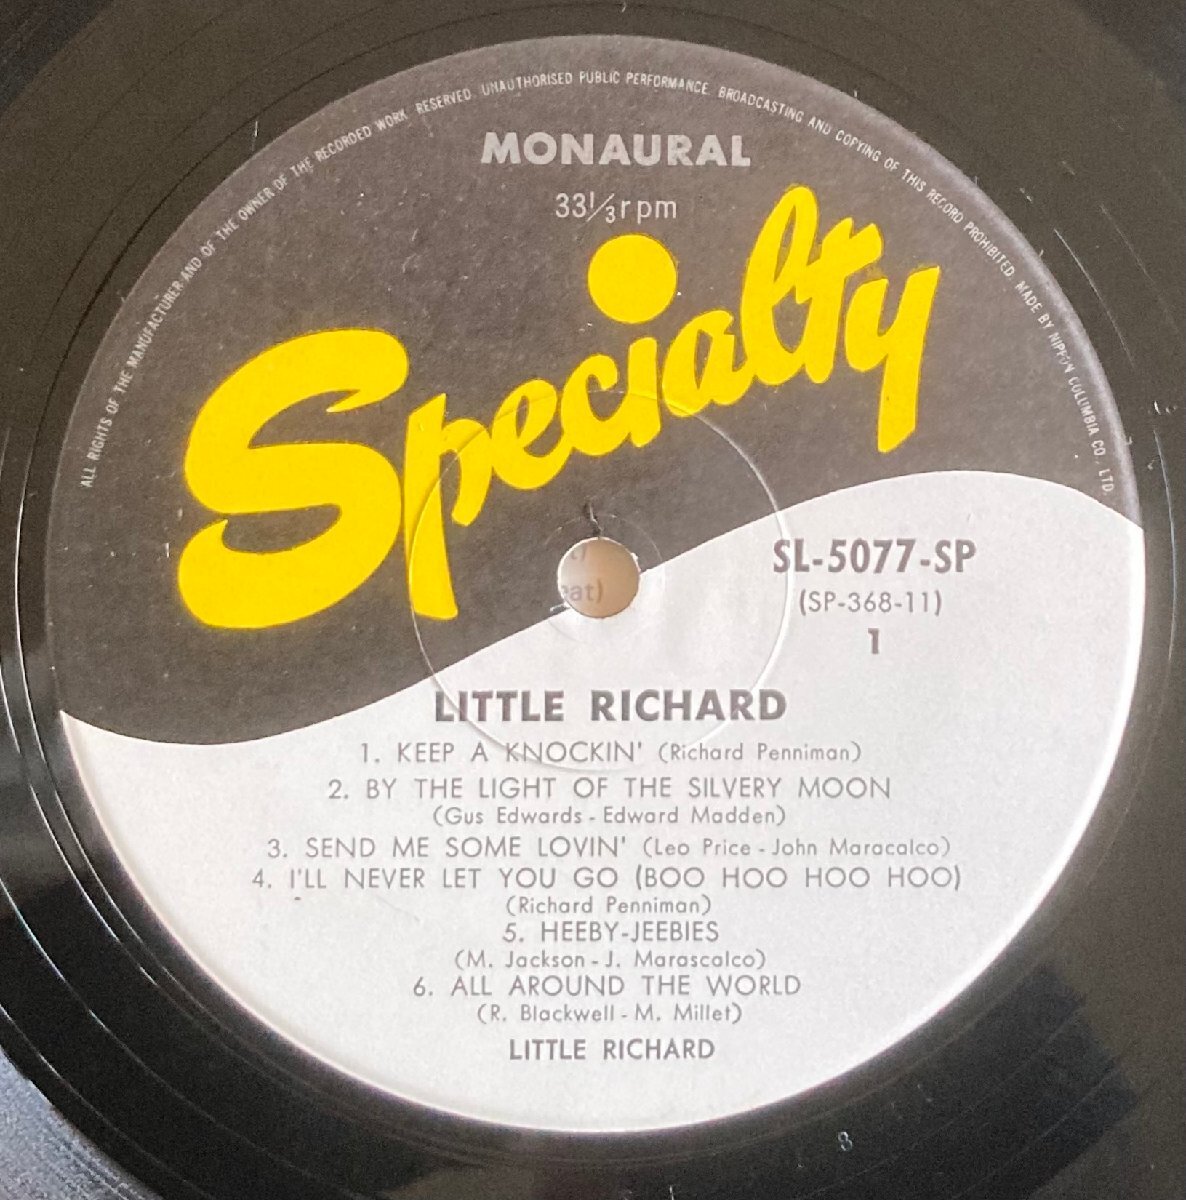 ALL RIGHTS OF THE MANUFACTURER AND OF THE OWNER OF THE RECORDED WORK RESERVED. UNAUTHORISED PUBLIC PERFORMANCE. BROADCASTING AND COPYING OF THIS RECORD PROHIBITED. MADE BY NIPPON COLUMBIA CO., LTD.
MONAURAL
33⅓rpm
Specialty
SL-5077-SP
(SP-368-11)
1
LITTLE RICHARD
1. KEEP A KNOCKIN' (Richard Penniman)
2. BY THE LIGHT OF THE SILVERY MOON
(Gus Edwards - Edward Madden)
3. SEND ME SOME LOVIN' (Leo Price - John Maracalco)
4. I'LL NEVER LET YOU GO (BOO HOO HOO HOO)
(Richard Penniman)
5. HEEBY-JEEBIES
(M. Jackson - J. Marascalco)
6. ALL AROUND THE WORLD
(R. Blackwell - M. Millet)
LITTLE RICHARD
8